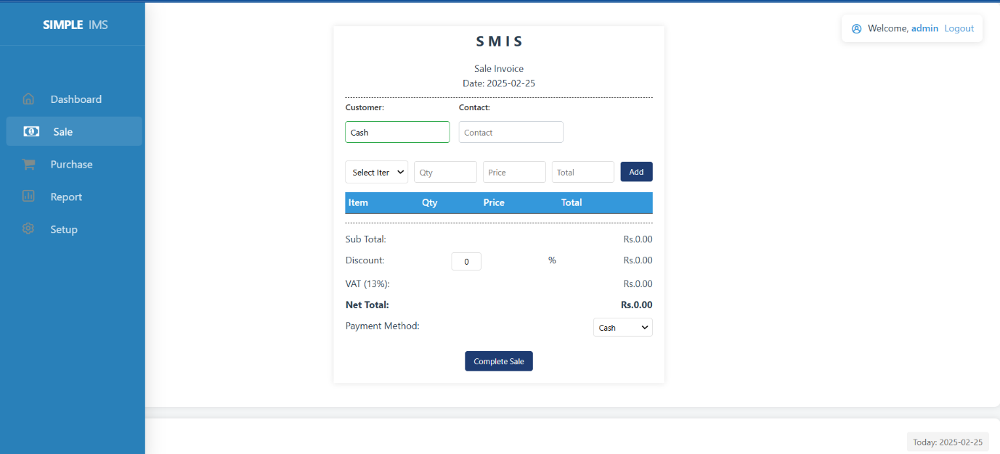 SIMPLE IMS
Welcome, admin Logout
Dashboard
Sale
Purchase
Report
Setup
S M I S
Sale Invoice
Date: 2025-02-25
Customer: Contact:
Cash Contact
Select Iter Qty Price Total Add
Item Qty Price Total
Sub Total: Rs.0.00
Discount: 0 % Rs.0.00
VAT (13%): Rs.0.00
Net Total: Rs.0.00
Payment Method: Cash
Complete Sale
Today: 2025-02-25